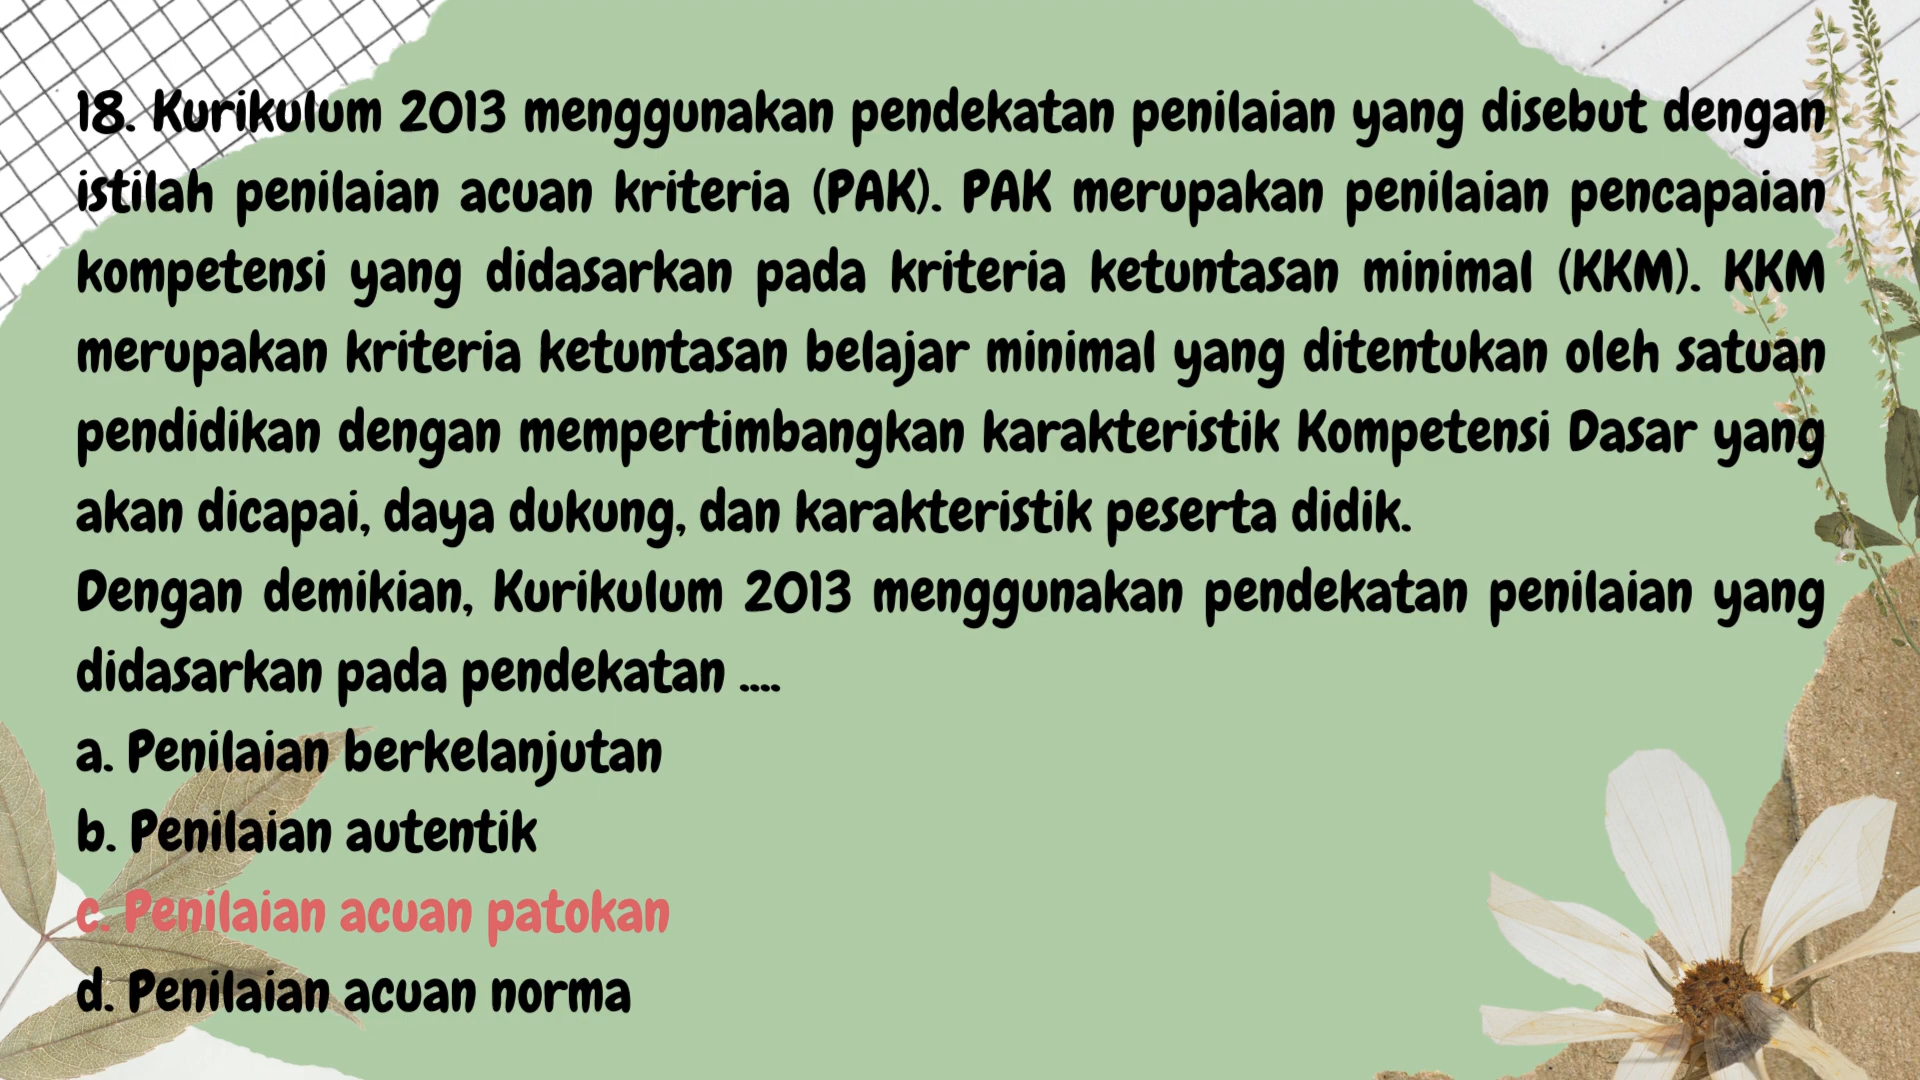 18. Kurikulum 2013 menggunakan pendekatan penilaian yang disebut dengan
istilah penilaian acuan kriteria (PAK). PAK merupakan penilaian pencapaian
kompetensi yang didasarkan pada kriteria ketuntasan minimal (KKM). KKM
merupakan kriteria ketuntasan belajar minimal yang ditentukan oleh satuan
pendidikan dengan mempertimbangkan karakteristik Kompetensi Dasar yang
akan dicapai, daya dukung, dan karakteristik peserta didik.
Dengan demikian, Kurikulum 2013 menggunakan pendekatan penilaian yang
didasarkan pada pendekatan ....
a. Penilaian berkelanjutan
b. Penilaian autentik
c. Penilaian acuan patokan
d. Penilaian acuan norma